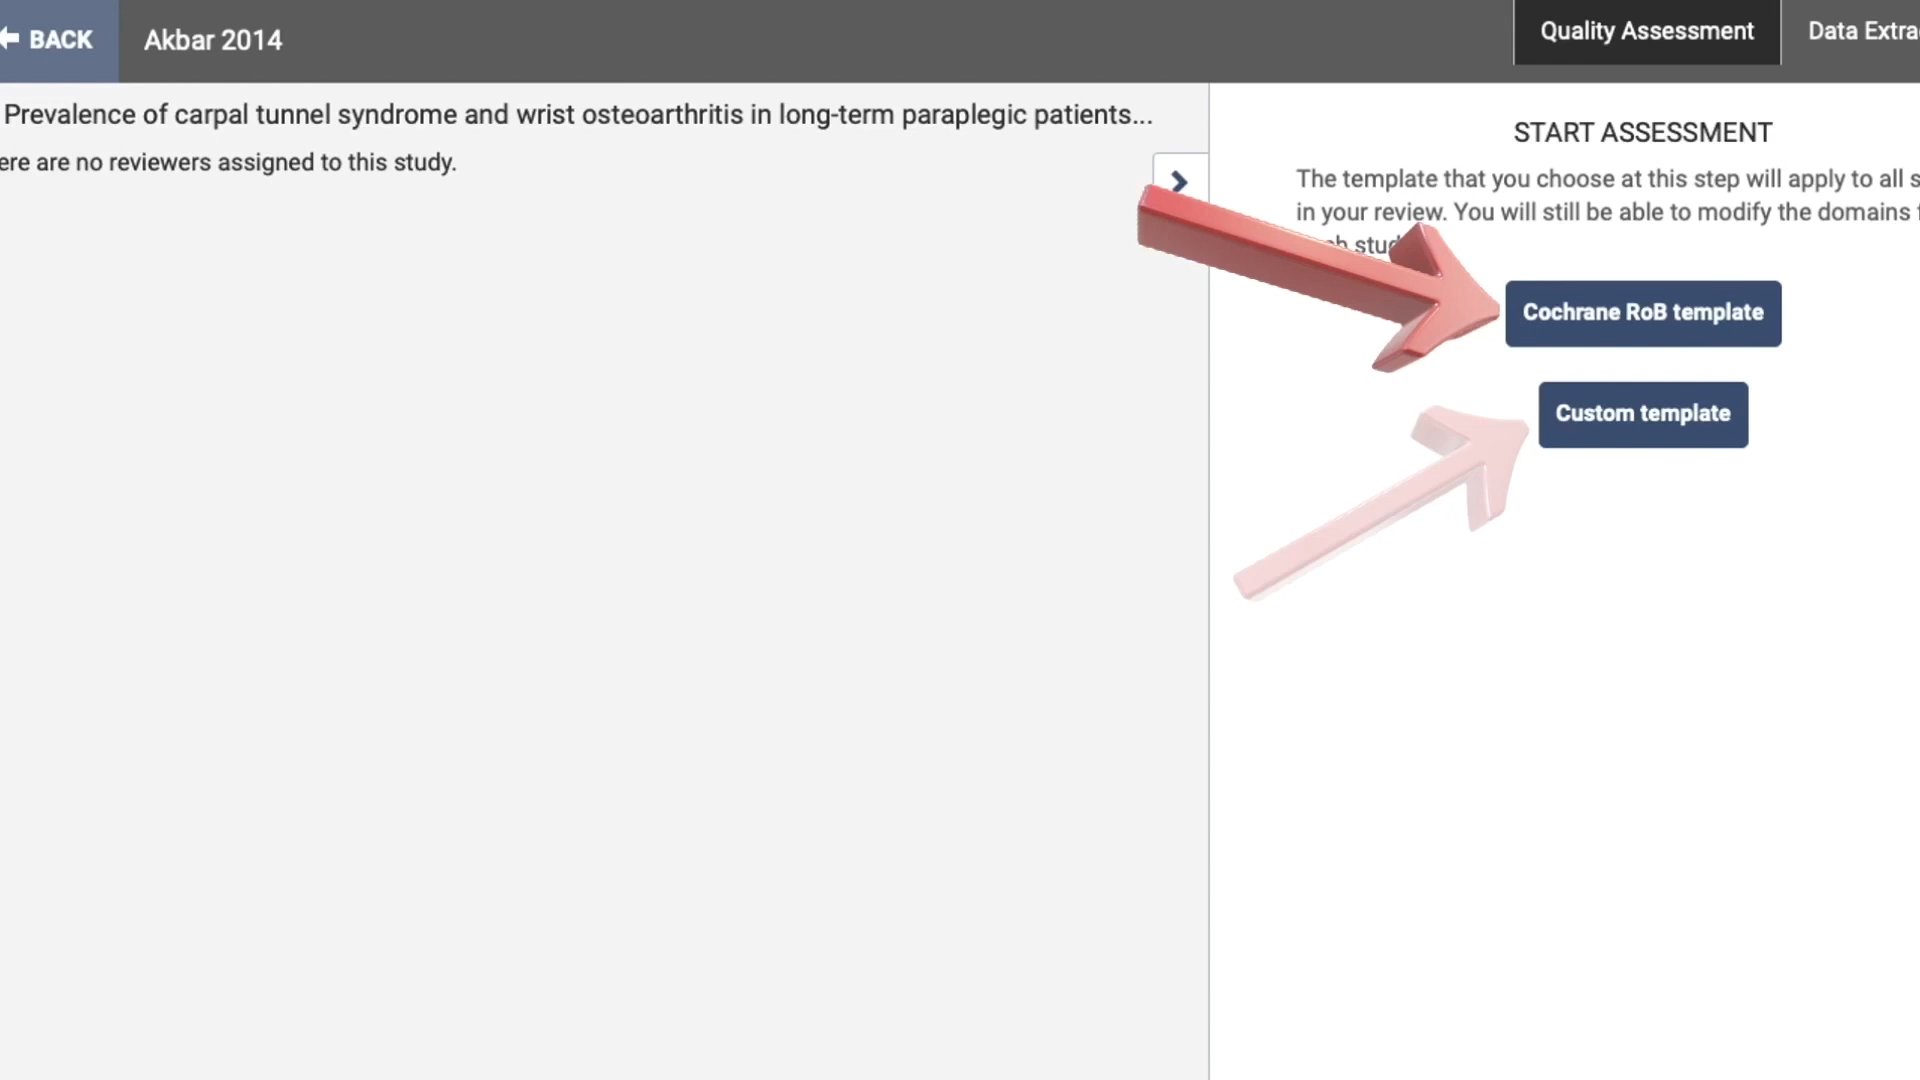 BACK
Akbar 2014
Quality Assessment
Data Extra
Prevalence of carpal tunnel syndrome and wrist osteoarthritis in long-term paraplegic patients...
ere are no reviewers assigned to this study.
START ASSESSMENT
The template that you choose at this step will apply to all s
in your review. You will still be able to modify the domains f
Cochrane RoB template
Custom template